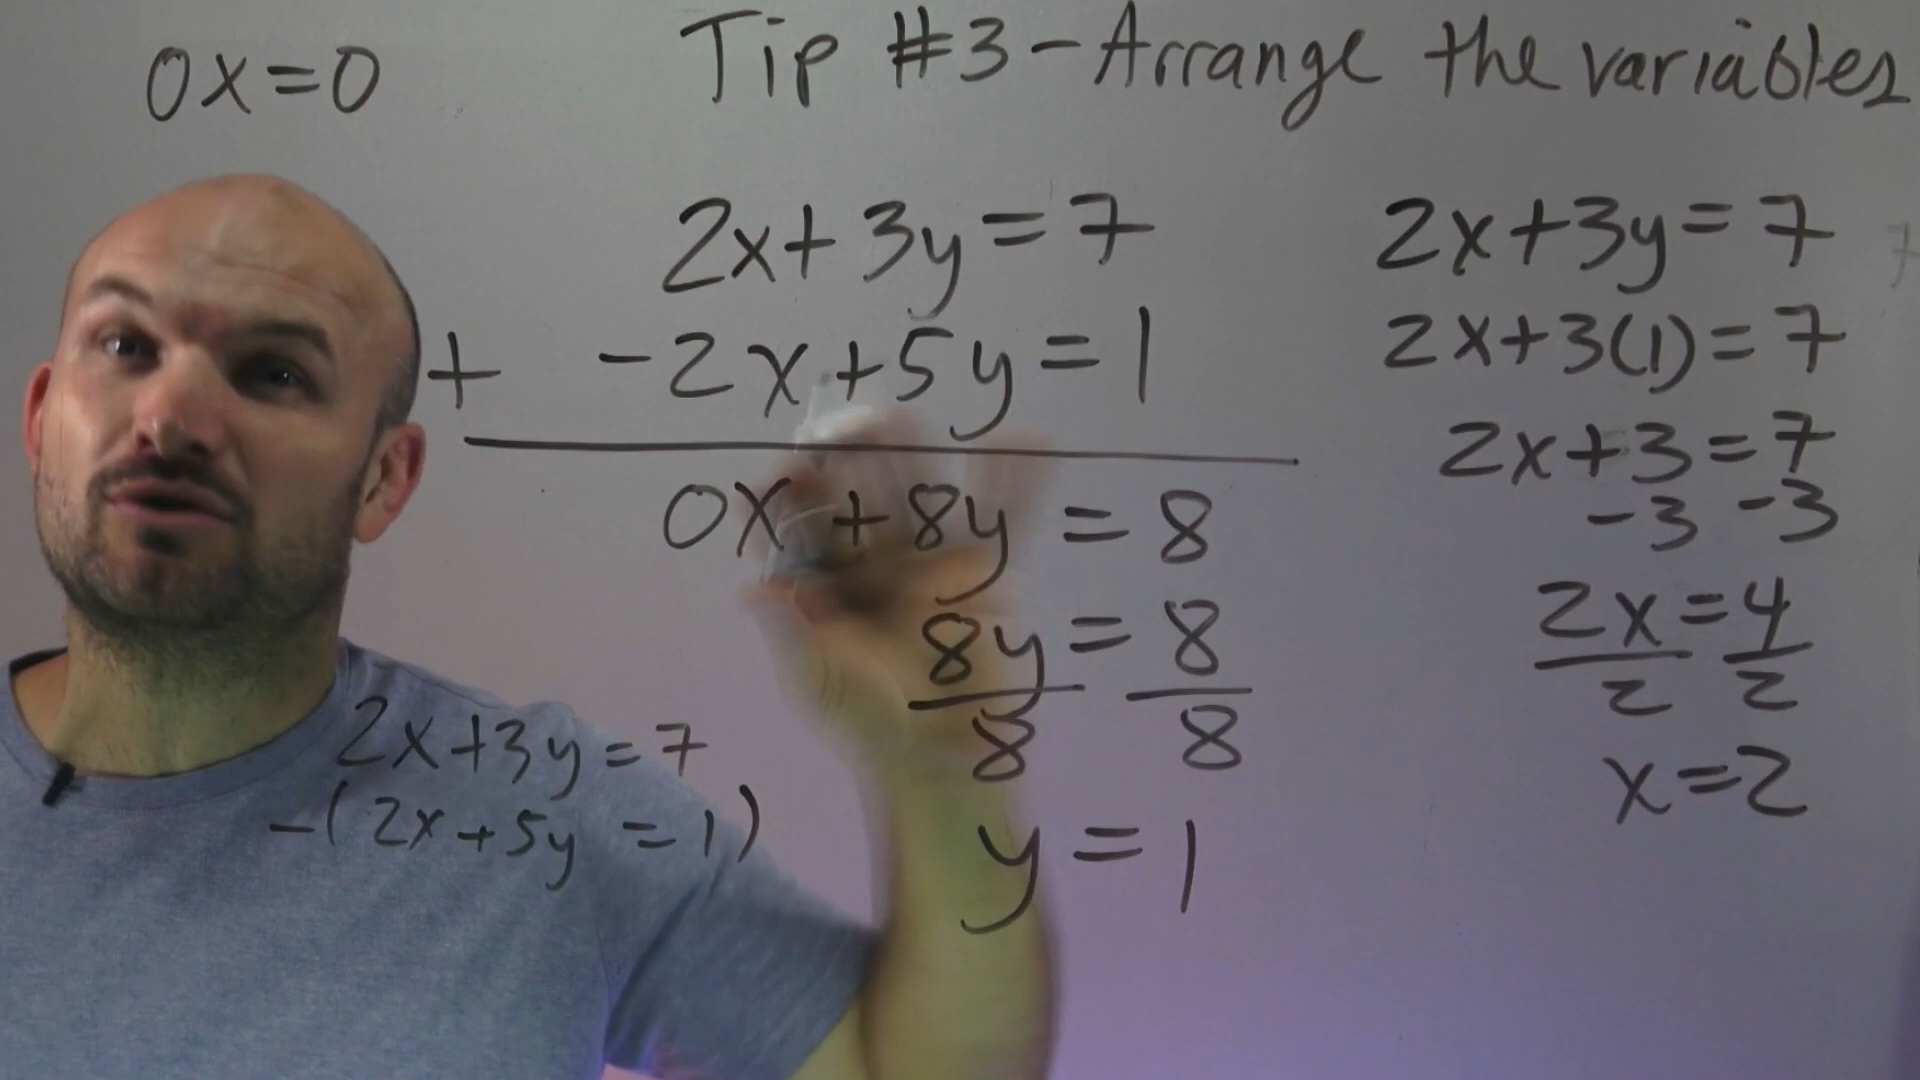 0x=0
Tip #3-Arrange the variables
2x+3y=7
+ -2x+5y=1
0x+8y=8
8y=8
8 8
y=1
2x+3y=7
-(2x+5y=1)
2x+3y=7
2x+3(1)=7
2x+3=7
-3 -3
2x=4
2 2
x=2